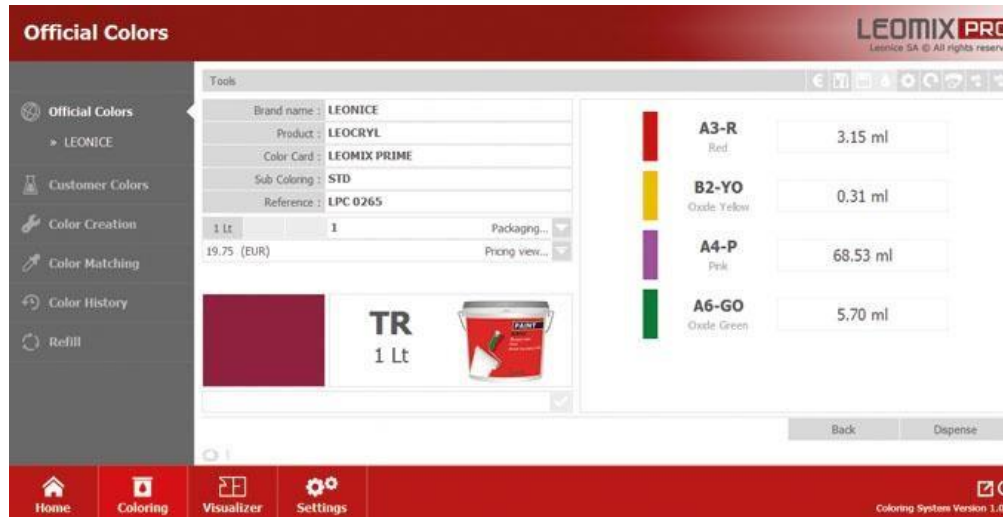 Official Colors
LEOMIX PRO
Leonice SA © All rights reserv
Tools
Official Colors
» LEONICE
Customer Colors
Color Creation
Color Matching
Color History
Refill
Brand name : LEONICE
Product : LEOCRYL
Color Card : LEOMIX PRIME
Sub Coloring : STD
Reference : LPC 0265
1 Lt 1 Packaging...
19.75 (EUR) Pricing view...
TR
1 Lt
PAINT
A3-R
Red
3.15 ml
B2-YO
Oxide Yellow
0.31 ml
A4-P
Pink
68.53 ml
A6-GO
Oxide Green
5.70 ml
Back Dispense
Home Coloring Visualizer Settings
Coloring System Version 1.0